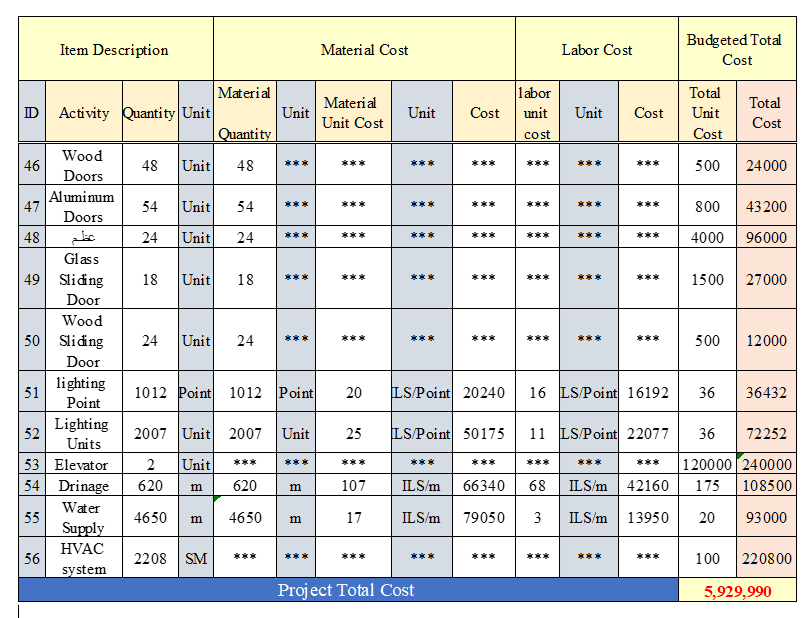 Item Description Material Cost Labor Cost Budgeted Total Cost
ID Activity Quantity Unit Material Quantity Unit Material Unit Cost Unit Cost labor unit cost Unit Cost Total Unit Cost Total Cost
46 Wood Doors 48 Unit 48 *** *** *** *** *** *** *** 500 24000
47 Aluminum Doors 54 Unit 54 *** *** *** *** *** *** *** 800 43200
48 عظم 24 Unit 24 *** *** *** *** *** *** *** 4000 96000
49 Glass Sliding Door 18 Unit 18 *** *** *** *** *** *** *** 1500 27000
50 Wood Sliding Door 24 Unit 24 *** *** *** *** *** *** *** 500 12000
51 lighting Point 1012 Point 1012 Point 20 ILS/Point 20240 16 LS/Point 16192 36 36432
52 Lighting Units 2007 Unit 2007 Unit 25 ILS/Point 50175 11 LS/Point 22077 36 72252
53 Elevator 2 Unit *** *** *** *** *** *** *** *** 120000 240000
54 Drinage 620 m 620 m 107 ILS/m 66340 68 ILS/m 42160 175 108500
55 Water Supply 4650 m 4650 m 17 ILS/m 79050 3 ILS/m 13950 20 93000
56 HVAC system 2208 SM *** *** *** *** *** *** *** *** 100 220800
Project Total Cost 5,929,990